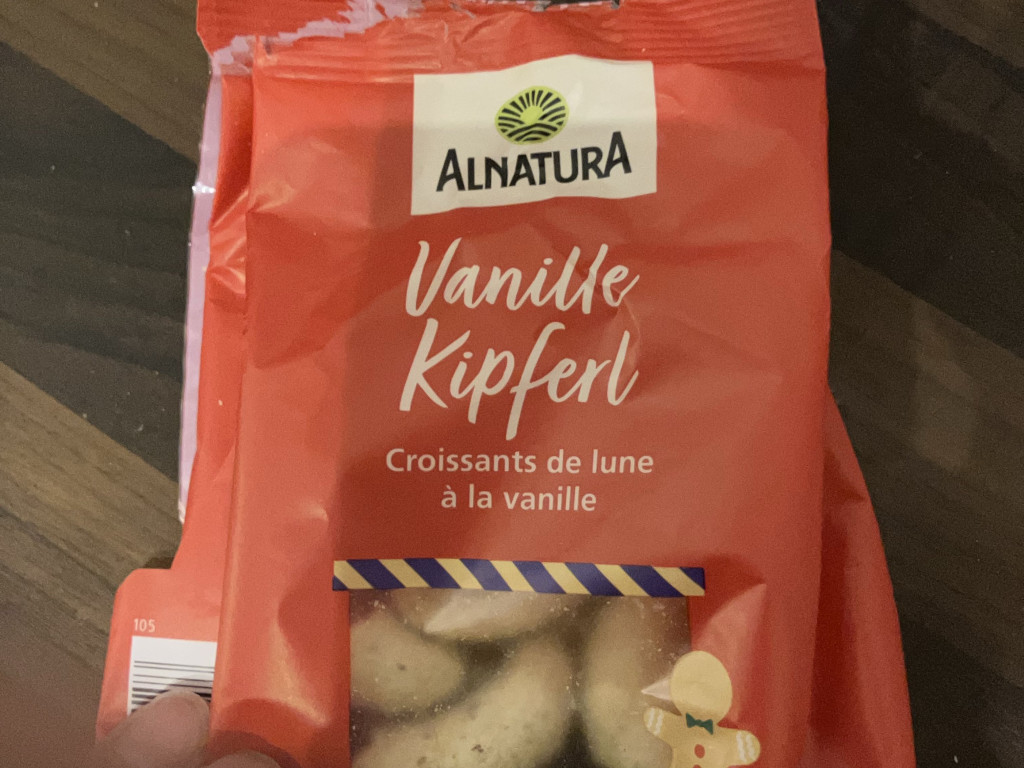 ALNATURA
Vanille
Kipferl
Croissants de lune
à la vanille
105